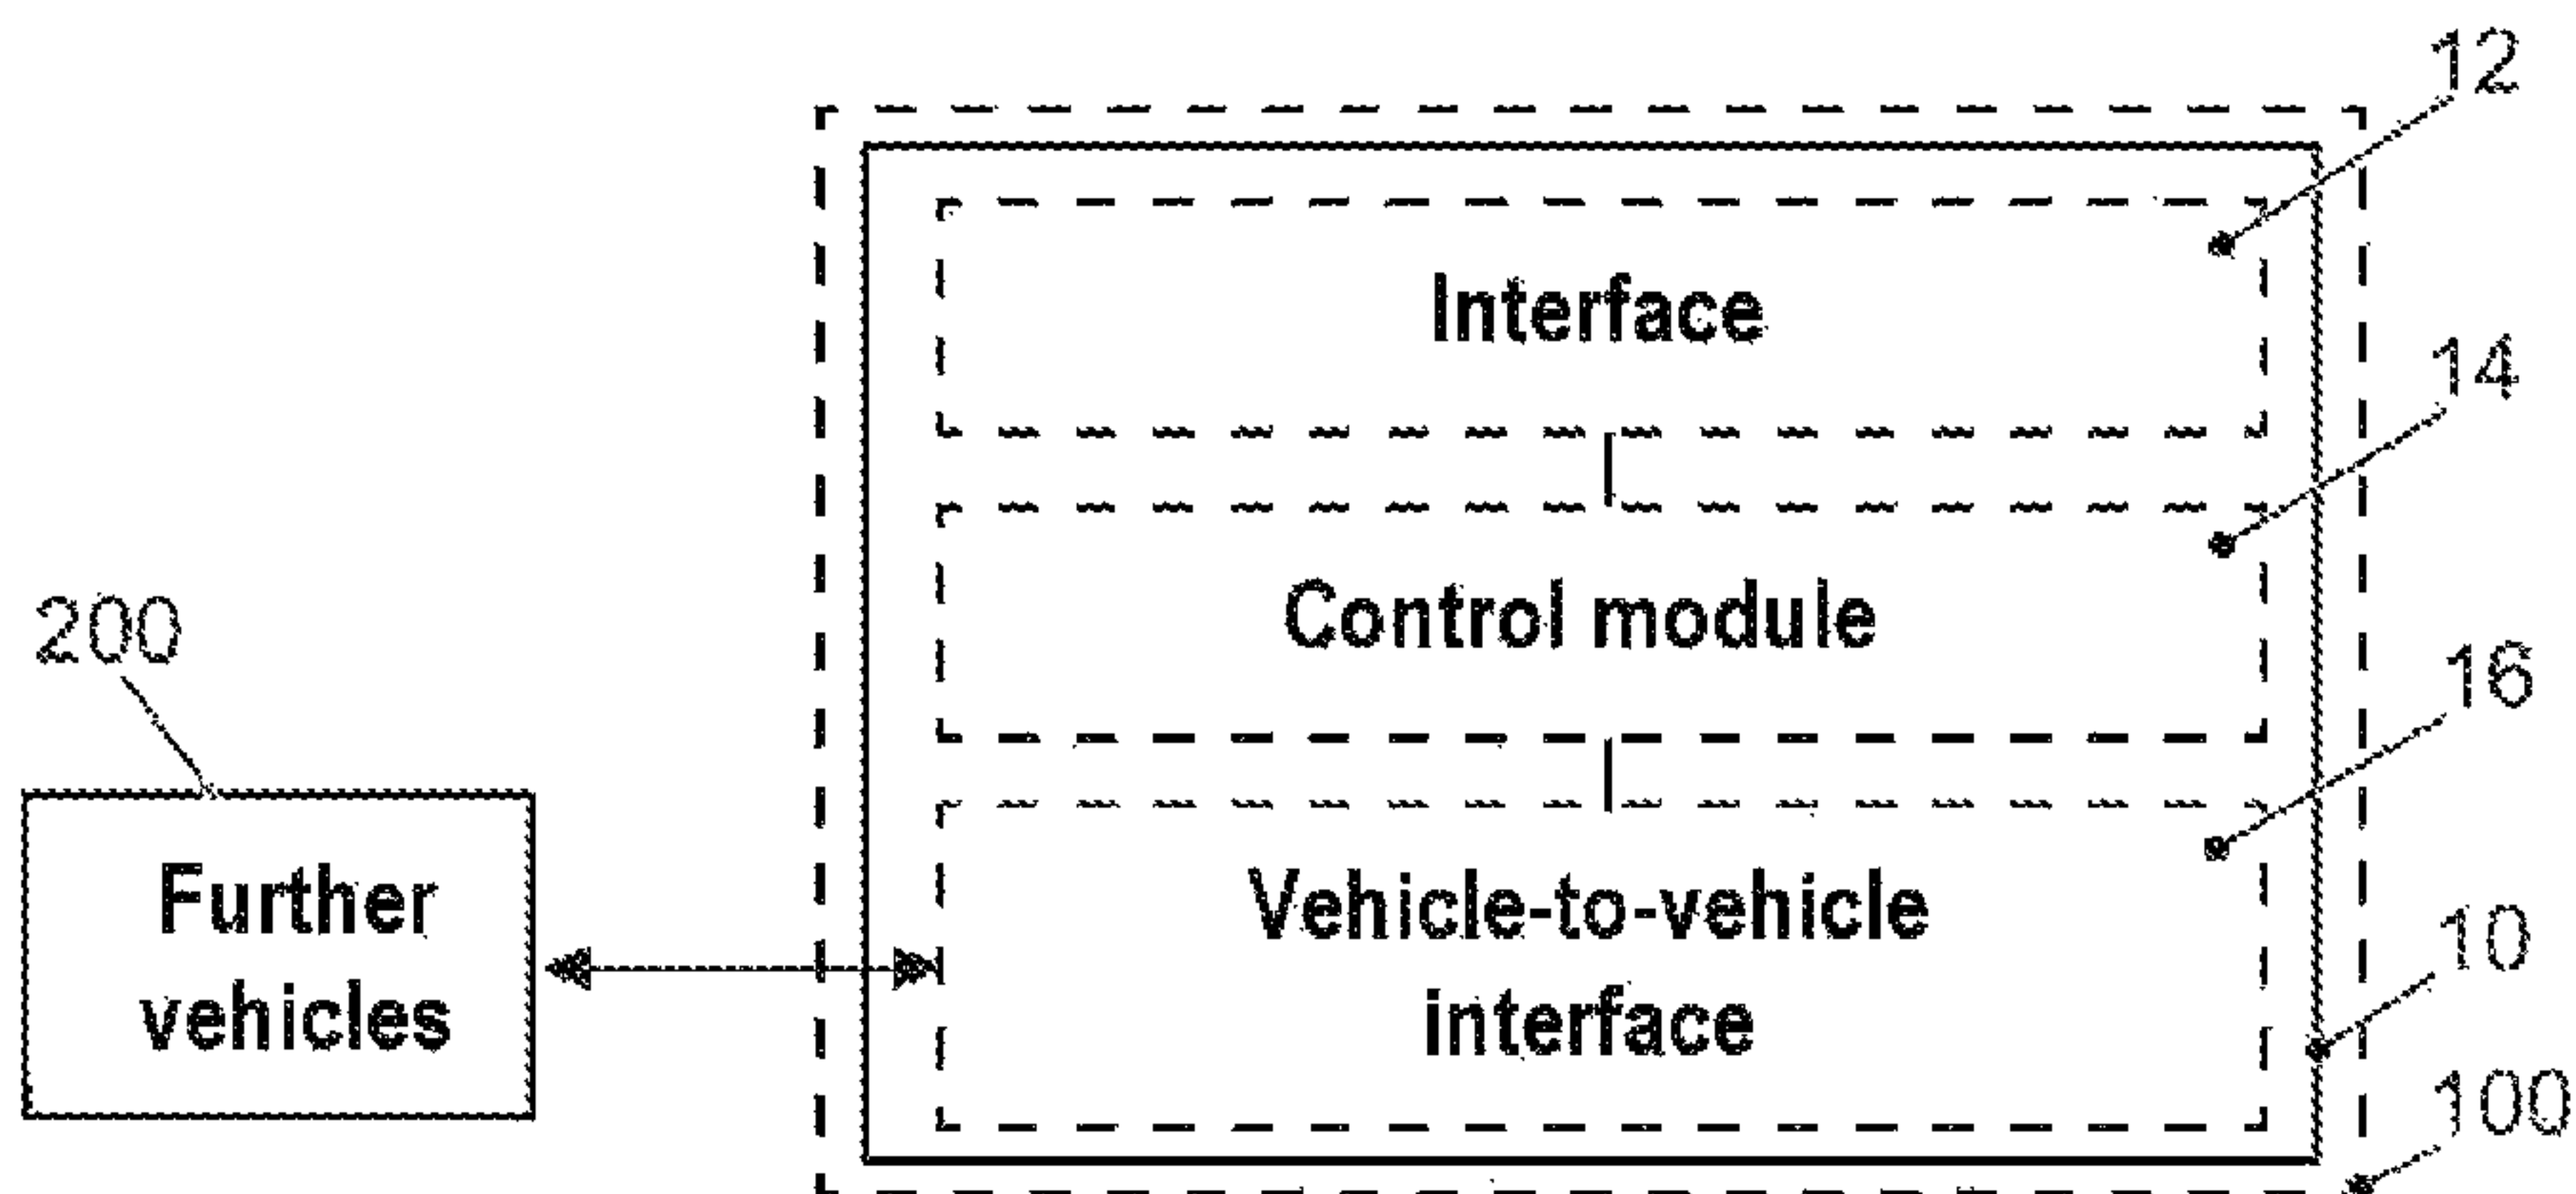 12
Interface
14
Control module
200
16
Further
vehicles
Vehicle-to-vehicle
interface
10
100